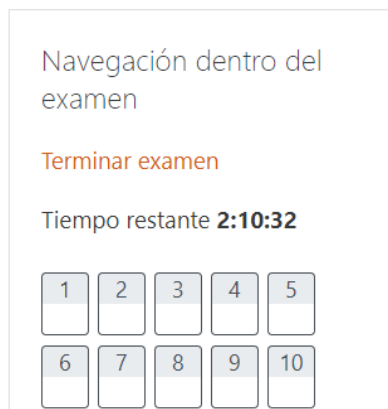 Navegación dentro del
examen
Terminar examen
Tiempo restante 2:10:32
1 2 3 4 5
6 7 8 9 10